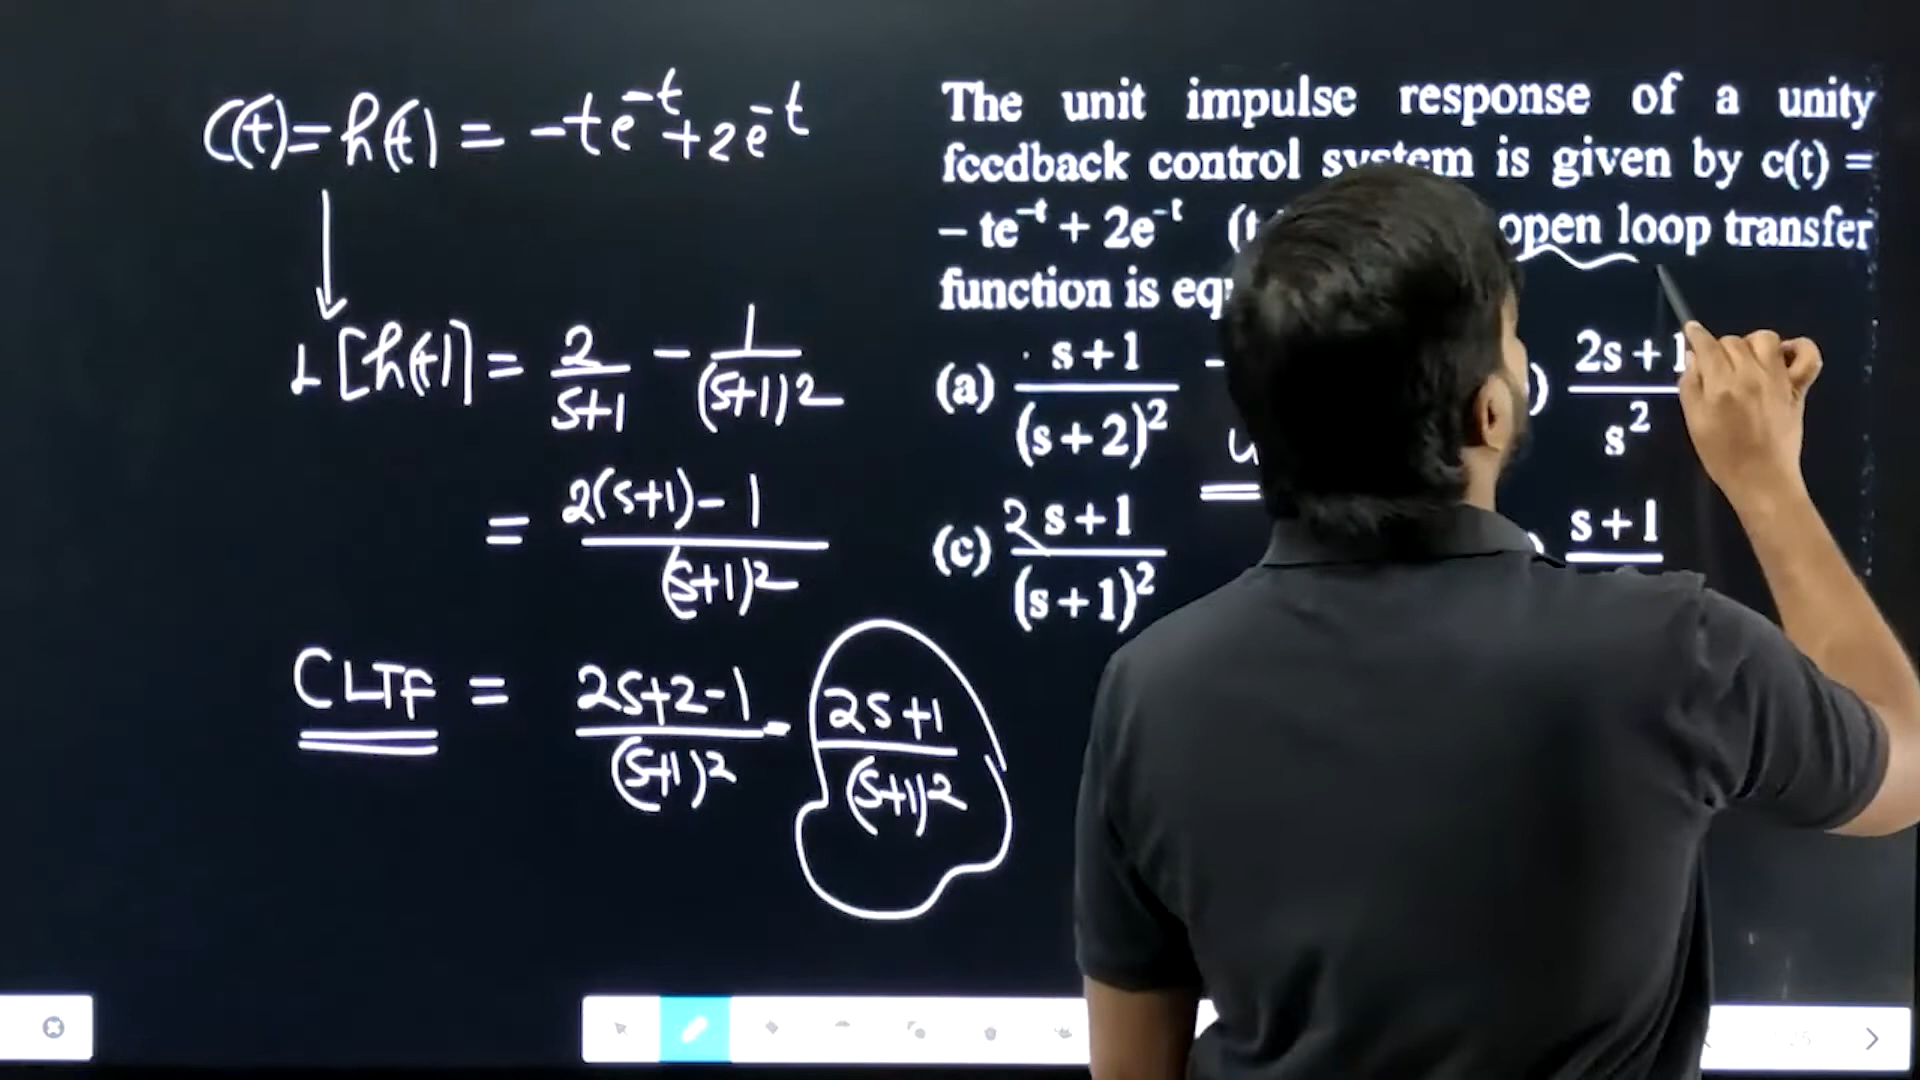 C(t) = h(t) = -te^-t + 2e^-t
L[h(t)] = 2/(s+1) - 1/(s+1)^2
= (2(s+1) - 1)/(s+1)^2
CLTF = (2s+2-1)/(s+1)^2 - (2s+1)/(s+1)^2
The unit impulse response of a unity
feedback control system is given by c(t) =
- te^-t + 2e^-t (t open loop transfer
function is
(a) (s+1)/(s+2)^2 ) (2s+1)/s^2
(c) (2s+1)/(s+1)^2 s+1